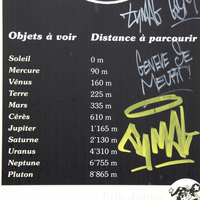 Objets à voir Distance à parcourir
Soleil 0 m
Mercure 90 m
Vénus 160 m
Terre 225 m
Mars 335 m
Cérès 610 m
Jupiter 1'165 m
Saturne 2'130 m
Uranus 4'310 m
Neptune 6'755 m
Pluton 8'865 m